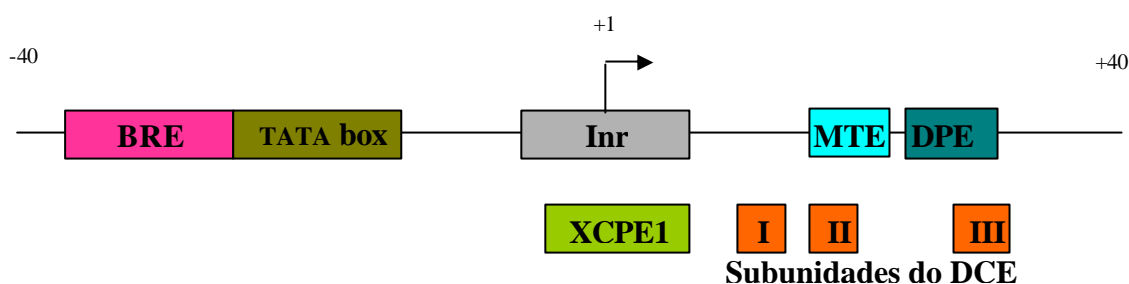 +1
-40 +40
BRE TATA box Inr MTE DPE
XCPE1 I II III
Subunidades do DCE